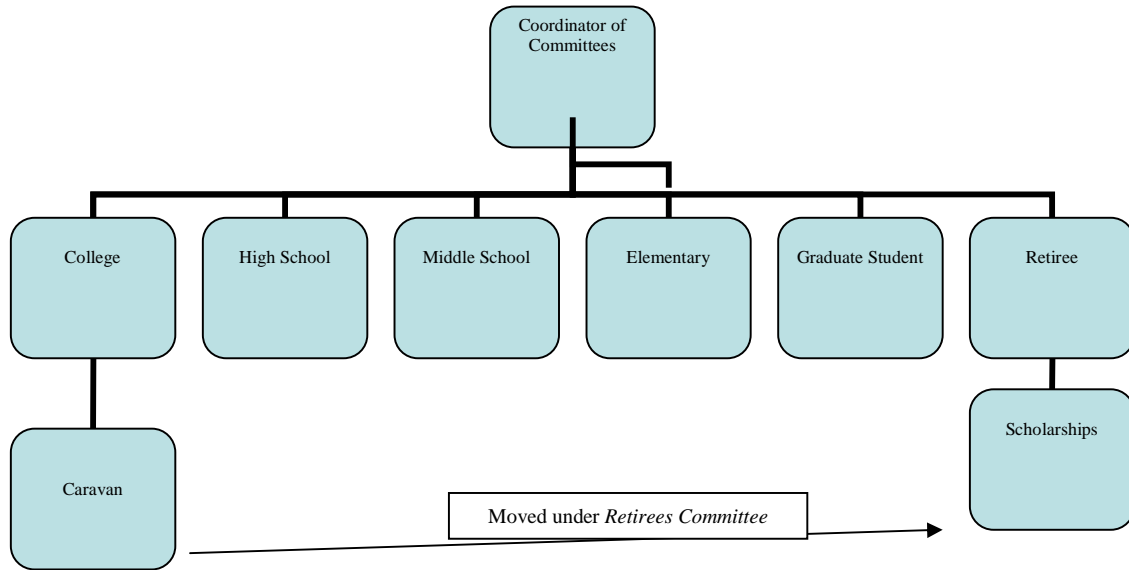 Coordinator of
Committees
College
High School
Middle School
Elementary
Graduate Student
Retiree
Scholarships
Caravan
Moved under Retirees Committee